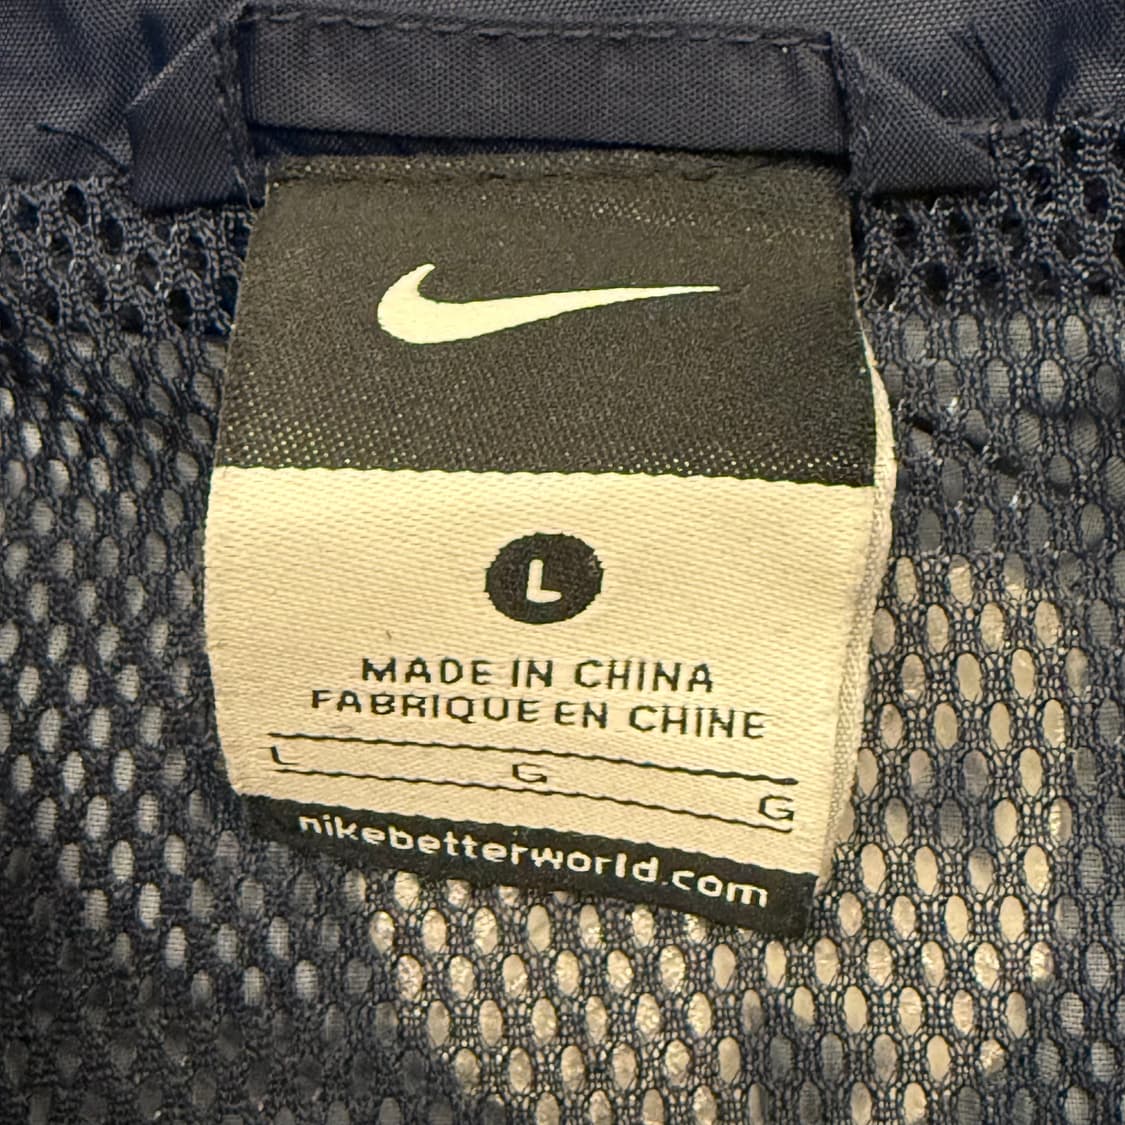 L
MADE IN CHINA
FABRIQUE EN CHINE
L G G
nikebetterworld.com